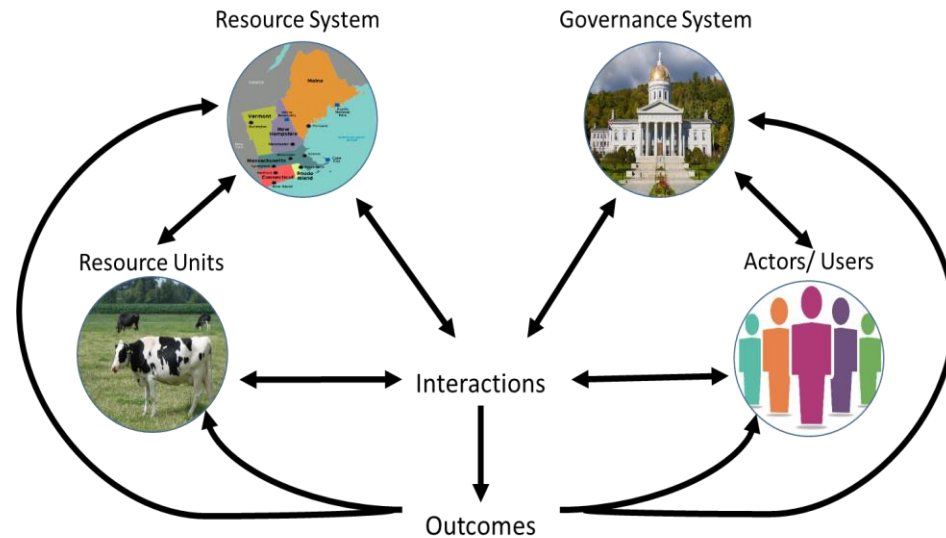 Resource System
Governance System
Maine
Vermont
New
Hampshire
Massachusetts
Rhode
Island
Connecticut
Resource Units
Actors/ Users
Interactions
Outcomes